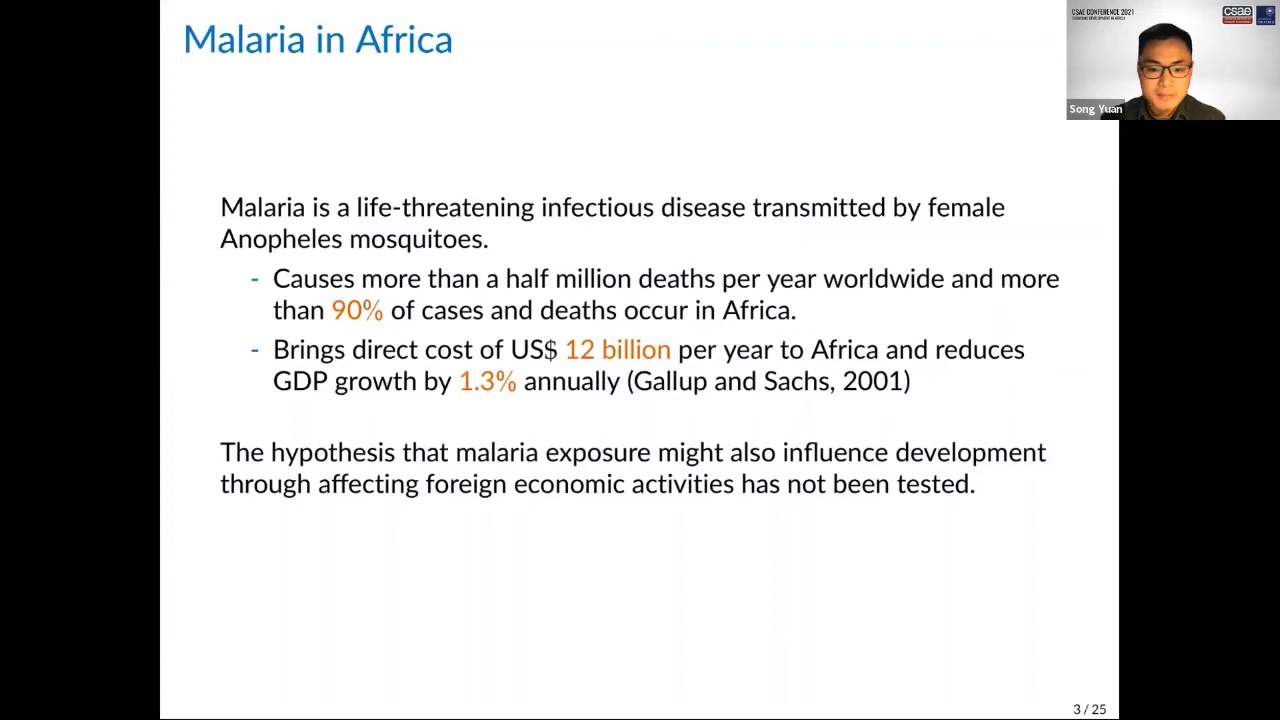 Malaria in Africa
CSAE CONFERENCE 2021
ECONOMIC DEVELOPMENT IN AFRICA
csae
Song Yuan
Malaria is a life-threatening infectious disease transmitted by female
Anopheles mosquitoes.
- Causes more than a half million deaths per year worldwide and more
than 90% of cases and deaths occur in Africa.
- Brings direct cost of US$ 12 billion per year to Africa and reduces
GDP growth by 1.3% annually (Gallup and Sachs, 2001)
The hypothesis that malaria exposure might also influence development
through affecting foreign economic activities has not been tested.
3 / 25